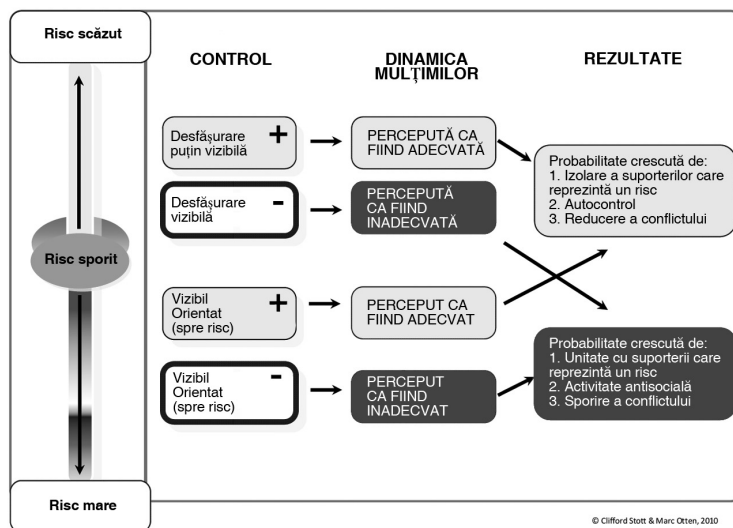 Risc scăzut
CONTROL
DINAMICA
MULȚIMILOR
REZULTATE
Desfășurare
puțin vizibilă
+
PERCEPUTĂ CA
FIIND ADECVATĂ
Desfășurare
vizibilă
-
PERCEPUTĂ
CA FIIND
INADECVATĂ
Probabilitate crescută de:
1. Izolare a suporterilor care
reprezintă un risc
2. Autocontrol
3. Reducere a conflictului
Risc sporit
Vizibil
Orientat
(spre risc)
+
PERCEPUT CA
FIIND ADECVAT
Vizibil
Orientat
(spre risc)
-
PERCEPUT
CA FIIND
INADECVAT
Probabilitate crescută de:
1. Unitate cu suporterii care
reprezintă un risc
2. Activitate antisocială
3. Sporire a conflictului
Risc mare
© Clifford Stott & Marc Otten, 2010